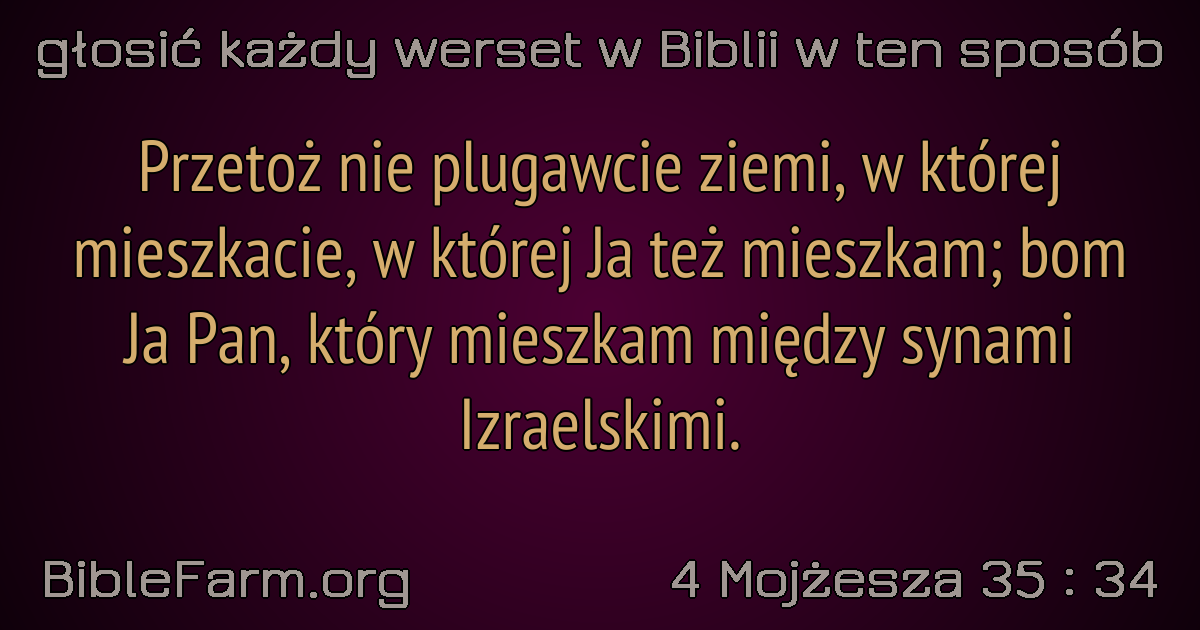 głosić każdy werset w Biblii w ten sposób
Przetoż nie plugawcie ziemi, w której
mieszkacie, w której Ja też mieszkam; bom
Ja Pan, który mieszkam między synami
Izraelskimi.
BibleFarm.org
4 Mojżesza 35 : 34